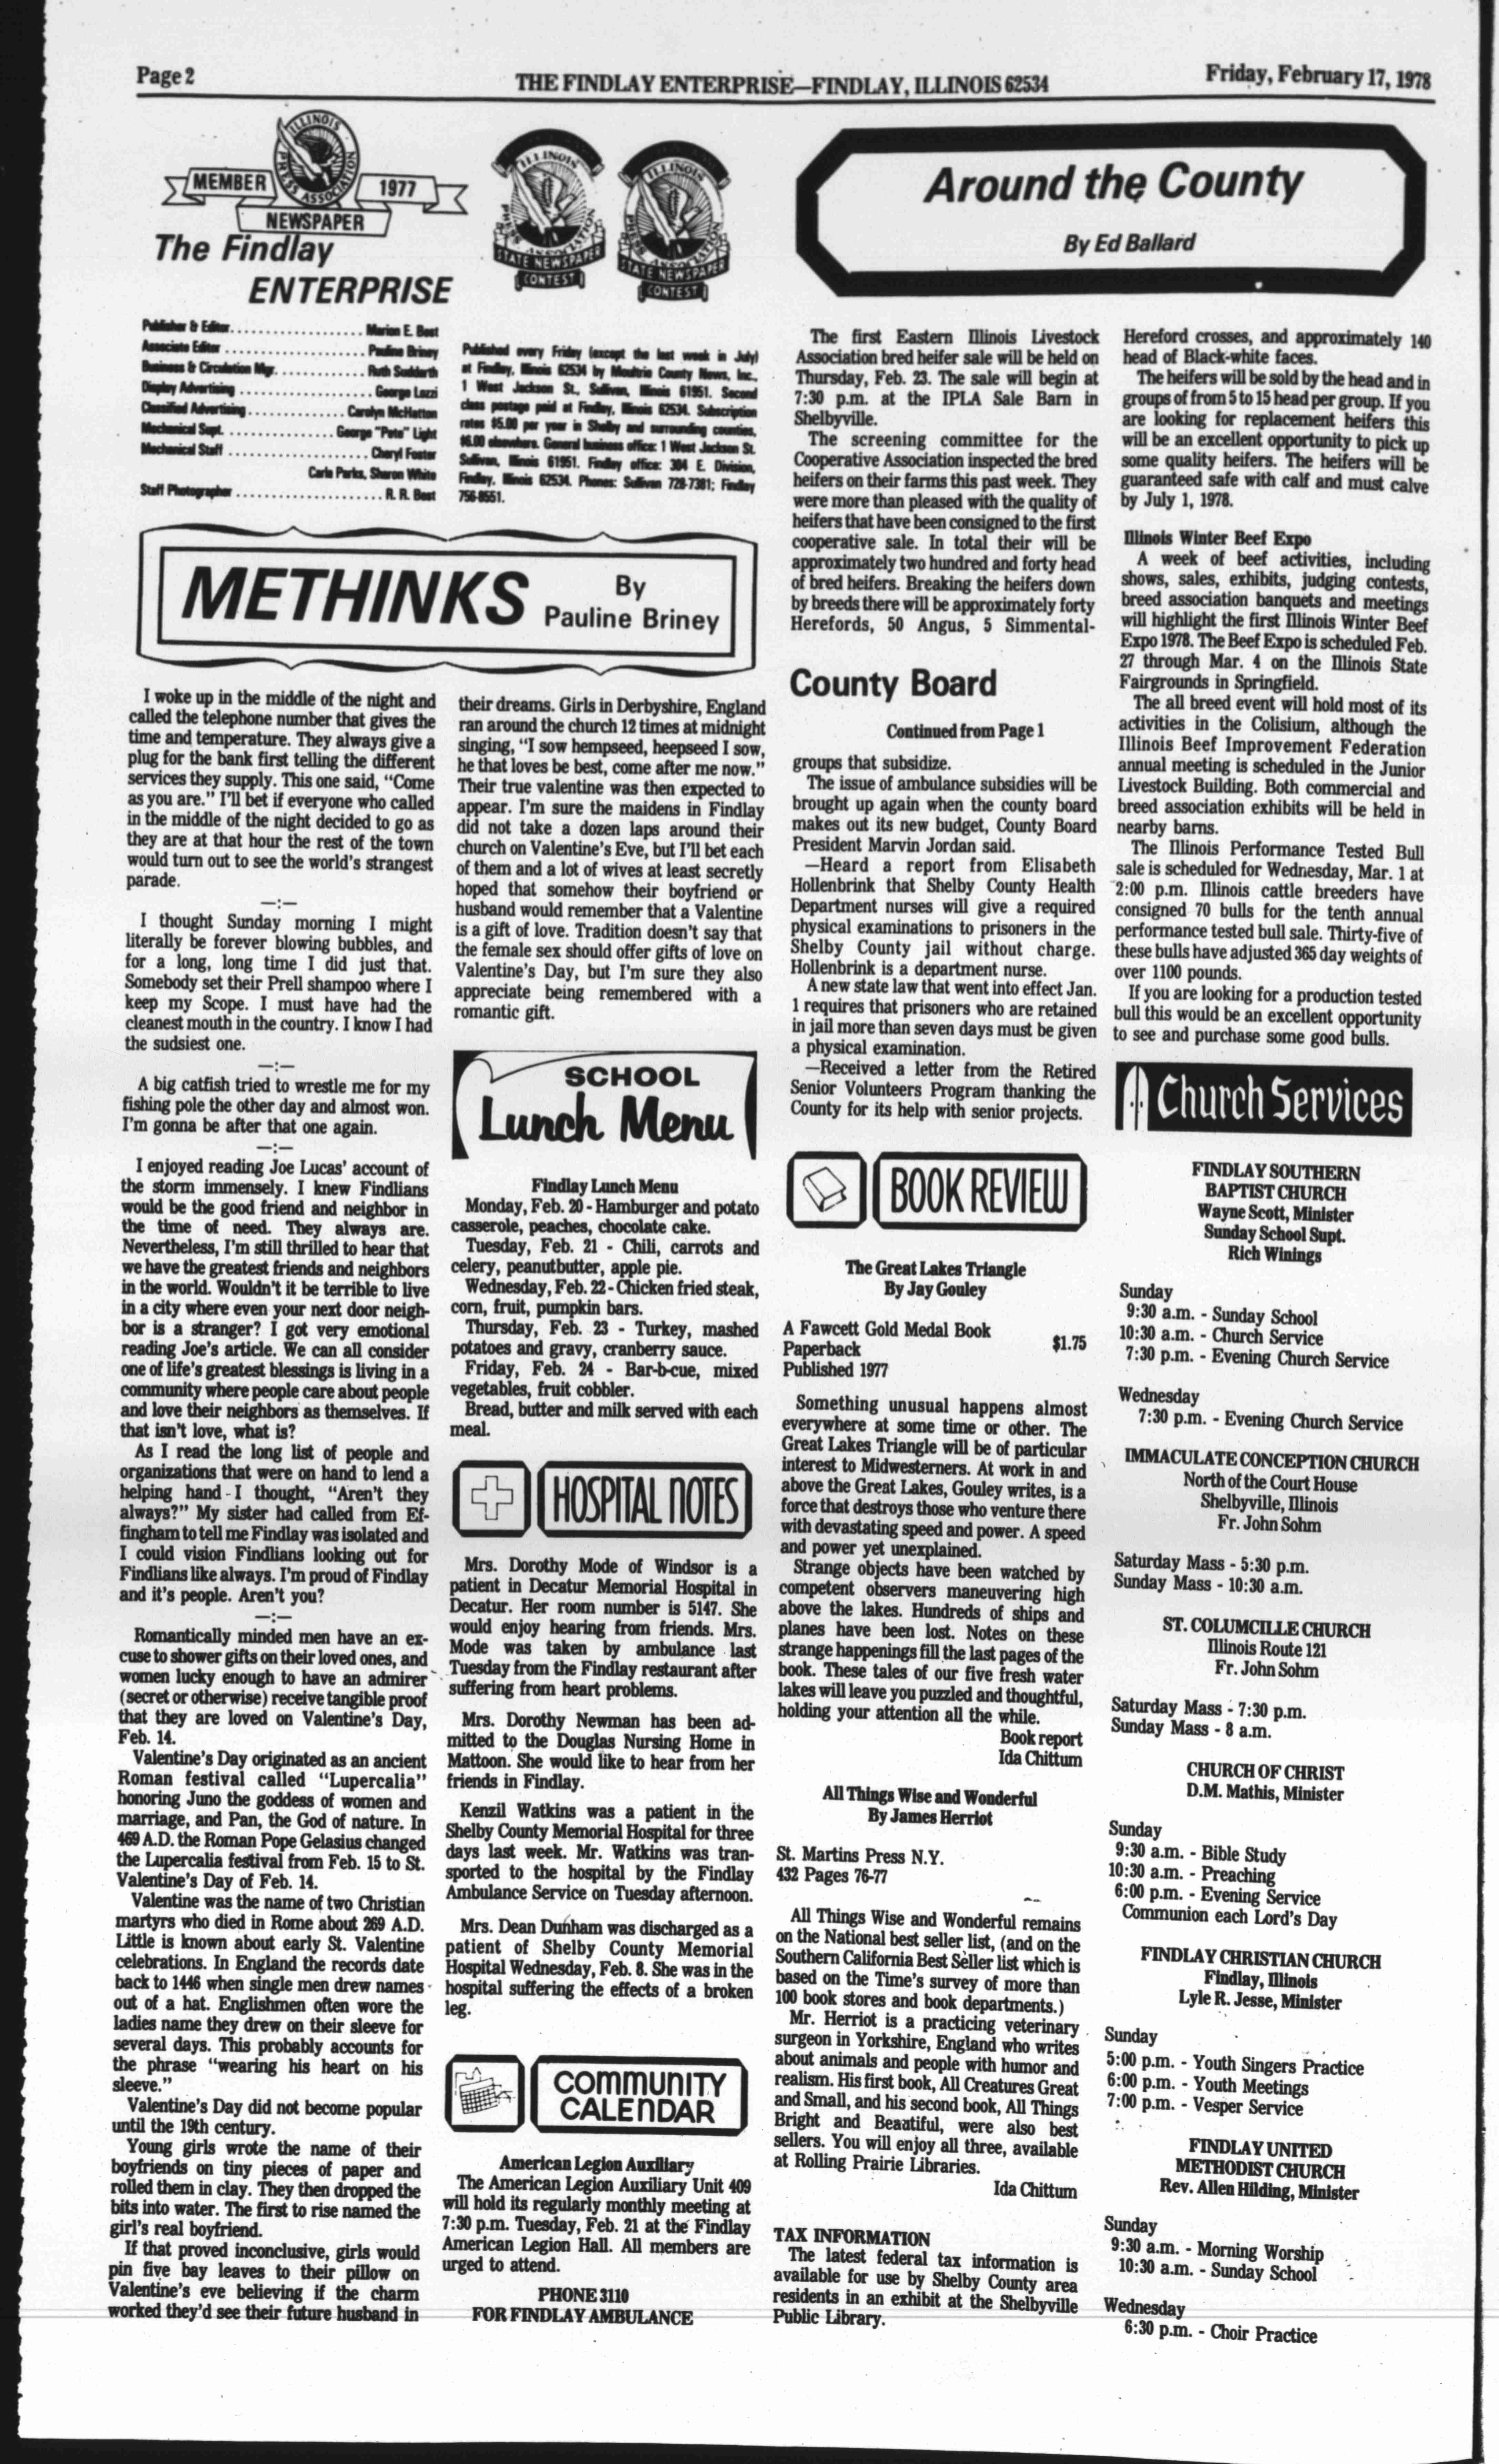 Page 2
THE FINDLAY ENTERPRISE—FINDLAY, ILLINOIS 62534
Friday, February 17, 1978
ILLINOIS
PRESS ASSOCIATION
MEMBER
1977
NEWSPAPER
The Findlay
ENTERPRISE
ILLINOIS
PRESS ASSOCIATION
STATE NEWSPAPER
CONTEST
ILLINOIS
PRESS ASSOCIATION
STATE NEWSPAPER
CONTEST
Publisher & Editor.................. Marion E. Best
Associate Editor .................... Pauline Briney
Business & Circulation Mgr............. Ruth Suddarth
Display Advertising ................... George Lazzi
Classified Advertising .............. Carolyn McHatton
Mechanical Supt. ............... George "Pete" Light
Mechanical Staff .................... Cheryl Foster
Carla Parks, Sharon White
Staff Photographer ..................... R. R. Best
Published every Friday (except the last week in July)
at Findlay, Illinois 62534 by Moultrie County News, Inc.,
1 West Jackson St., Sullivan, Illinois 61951. Second
class postage paid at Findlay, Illinois 62534. Subscription
rates $5.00 per year in Shelby and surrounding counties,
$6.00 elsewhere. General business office: 1 West Jackson St.
Sullivan, Illinois 61951. Findlay office: 304 E. Division,
Findlay, Illinois 62534. Phones: Sullivan 728-7381; Findlay
756-8551.
METHINKS
By
Pauline Briney
I woke up in the middle of the night and
called the telephone number that gives the
time and temperature. They always give a
plug for the bank first telling the different
services they supply. This one said, "Come
as you are." I'll bet if everyone who called
in the middle of the night decided to go as
they are at that hour the rest of the town
would turn out to see the world's strangest
parade.
—:—
I thought Sunday morning I might
literally be forever blowing bubbles, and
for a long, long time I did just that.
Somebody set their Prell shampoo where I
keep my Scope. I must have had the
cleanest mouth in the country. I know I had
the sudsiest one.
—:—
A big catfish tried to wrestle me for my
fishing pole the other day and almost won.
I'm gonna be after that one again.
—:—
I enjoyed reading Joe Lucas' account of
the storm immensely. I knew Findlians
would be the good friend and neighbor in
the time of need. They always are.
Nevertheless, I'm still thrilled to hear that
we have the greatest friends and neighbors
in the world. Wouldn't it be terrible to live
in a city where even your next door neigh-
bor is a stranger? I got very emotional
reading Joe's article. We can all consider
one of life's greatest blessings is living in a
community where people care about people
and love their neighbors as themselves. If
that isn't love, what is?
As I read the long list of people and
organizations that were on hand to lend a
helping hand I thought, "Aren't they
always?" My sister had called from Ef-
fingham to tell me Findlay was isolated and
I could vision Findlians looking out for
Findlians like always. I'm proud of Findlay
and it's people. Aren't you?
—:—
Romantically minded men have an ex-
cuse to shower gifts on their loved ones, and
women lucky enough to have an admirer
(secret or otherwise) receive tangible proof
that they are loved on Valentine's Day,
Feb. 14.
Valentine's Day originated as an ancient
Roman festival called "Lupercalia"
honoring Juno the goddess of women and
marriage, and Pan, the God of nature. In
469 A.D. the Roman Pope Gelasius changed
the Lupercalia festival from Feb. 15 to St.
Valentine's Day of Feb. 14.
Valentine was the name of two Christian
martyrs who died in Rome about 269 A.D.
Little is known about early St. Valentine
celebrations. In England the records date
back to 1446 when single men drew names
out of a hat. Englishmen often wore the
ladies name they drew on their sleeve for
several days. This probably accounts for
the phrase "wearing his heart on his
sleeve."
Valentine's Day did not become popular
until the 19th century.
Young girls wrote the name of their
boyfriends on tiny pieces of paper and
rolled them in clay. They then dropped the
bits into water. The first to rise named the
girl's real boyfriend.
If that proved inconclusive, girls would
pin five bay leaves to their pillow on
Valentine's eve believing if the charm
worked they'd see their future husband in
their dreams. Girls in Derbyshire, England
ran around the church 12 times at midnight
singing, "I sow hempseed, heepseed I sow,
he that loves be best, come after me now."
Their true valentine was then expected to
appear. I'm sure the maidens in Findlay
did not take a dozen laps around their
church on Valentine's Eve, but I'll bet each
of them and a lot of wives at least secretly
hoped that somehow their boyfriend or
husband would remember that a Valentine
is a gift of love. Tradition doesn't say that
the female sex should offer gifts of love on
Valentine's Day, but I'm sure they also
appreciate being remembered with a
romantic gift.
SCHOOL
Lunch Menu
Findlay Lunch Menu
Monday, Feb. 20 - Hamburger and potato
casserole, peaches, chocolate cake.
Tuesday, Feb. 21 - Chili, carrots and
celery, peanutbutter, apple pie.
Wednesday, Feb. 22 - Chicken fried steak,
corn, fruit, pumpkin bars.
Thursday, Feb. 23 - Turkey, mashed
potatoes and gravy, cranberry sauce.
Friday, Feb. 24 - Bar-b-cue, mixed
vegetables, fruit cobbler.
Bread, butter and milk served with each
meal.
HOSPITAL NOTES
Mrs. Dorothy Mode of Windsor is a
patient in Decatur Memorial Hospital in
Decatur. Her room number is 5147. She
would enjoy hearing from friends. Mrs.
Mode was taken by ambulance last
Tuesday from the Findlay restaurant after
suffering from heart problems.
Mrs. Dorothy Newman has been ad-
mitted to the Douglas Nursing Home in
Mattoon. She would like to hear from her
friends in Findlay.
Kenzil Watkins was a patient in the
Shelby County Memorial Hospital for three
days last week. Mr. Watkins was tran-
sported to the hospital by the Findlay
Ambulance Service on Tuesday afternoon.
Mrs. Dean Dunham was discharged as a
patient of Shelby County Memorial
Hospital Wednesday, Feb. 8. She was in the
hospital suffering the effects of a broken
leg.
COMMUNITY
CALENDAR
American Legion Auxiliary
The American Legion Auxiliary Unit 409
will hold its regularly monthly meeting at
7:30 p.m. Tuesday, Feb. 21 at the Findlay
American Legion Hall. All members are
urged to attend.
PHONE 3110
FOR FINDLAY AMBULANCE
Around the County
By Ed Ballard
The first Eastern Illinois Livestock
Association bred heifer sale will be held on
Thursday, Feb. 23. The sale will begin at
7:30 p.m. at the IPLA Sale Barn in
Shelbyville.
The screening committee for the
Cooperative Association inspected the bred
heifers on their farms this past week. They
were more than pleased with the quality of
heifers that have been consigned to the first
cooperative sale. In total their will be
approximately two hundred and forty head
of bred heifers. Breaking the heifers down
by breeds there will be approximately forty
Herefords, 50 Angus, 5 Simmental-
Hereford crosses, and approximately 140
head of Black-white faces.
The heifers will be sold by the head and in
groups of from 5 to 15 head per group. If you
are looking for replacement heifers this
will be an excellent opportunity to pick up
some quality heifers. The heifers will be
guaranteed safe with calf and must calve
by July 1, 1978.
Illinois Winter Beef Expo
A week of beef activities, including
shows, sales, exhibits, judging contests,
breed association banquets and meetings
will highlight the first Illinois Winter Beef
Expo 1978. The Beef Expo is scheduled Feb.
27 through Mar. 4 on the Illinois State
Fairgrounds in Springfield.
The all breed event will hold most of its
activities in the Colisium, although the
Illinois Beef Improvement Federation
annual meeting is scheduled in the Junior
Livestock Building. Both commercial and
breed association exhibits will be held in
nearby barns.
The Illinois Performance Tested Bull
sale is scheduled for Wednesday, Mar. 1 at
2:00 p.m. Illinois cattle breeders have
consigned 70 bulls for the tenth annual
performance tested bull sale. Thirty-five of
these bulls have adjusted 365 day weights of
over 1100 pounds.
If you are looking for a production tested
bull this would be an excellent opportunity
to see and purchase some good bulls.
County Board
Continued from Page 1
groups that subsidize.
The issue of ambulance subsidies will be
brought up again when the county board
makes out its new budget, County Board
President Marvin Jordan said.
—Heard a report from Elisabeth
Hollenbrink that Shelby County Health
Department nurses will give a required
physical examinations to prisoners in the
Shelby County jail without charge.
Hollenbrink is a department nurse.
A new state law that went into effect Jan.
1 requires that prisoners who are retained
in jail more than seven days must be given
a physical examination.
—Received a letter from the Retired
Senior Volunteers Program thanking the
County for its help with senior projects.
BOOK REVIEW
The Great Lakes Triangle
By Jay Gouley
A Fawcett Gold Medal Book
Paperback $1.75
Published 1977
Something unusual happens almost
everywhere at some time or other. The
Great Lakes Triangle will be of particular
interest to Midwesterners. At work in and
above the Great Lakes, Gouley writes, is a
force that destroys those who venture there
with devastating speed and power. A speed
and power yet unexplained.
Strange objects have been watched by
competent observers maneuvering high
above the lakes. Hundreds of ships and
planes have been lost. Notes on these
strange happenings fill the last pages of the
book. These tales of our five fresh water
lakes will leave you puzzled and thoughtful,
holding your attention all the while.
Book report
Ida Chittum
All Things Wise and Wonderful
By James Herriot
St. Martins Press N.Y.
432 Pages 76-77
All Things Wise and Wonderful remains
on the National best seller list, (and on the
Southern California Best Seller list which is
based on the Time's survey of more than
100 book stores and book departments.)
Mr. Herriot is a practicing veterinary
surgeon in Yorkshire, England who writes
about animals and people with humor and
realism. His first book, All Creatures Great
and Small, and his second book, All Things
Bright and Beautiful, were also best
sellers. You will enjoy all three, available
at Rolling Prairie Libraries.
Ida Chittum
TAX INFORMATION
The latest federal tax information is
available for use by Shelby County area
residents in an exhibit at the Shelbyville
Public Library.
Church Services
FINDLAY SOUTHERN
BAPTIST CHURCH
Wayne Scott, Minister
Sunday School Supt.
Rich Winings
Sunday
9:30 a.m. - Sunday School
10:30 a.m. - Church Service
7:30 p.m. - Evening Church Service
Wednesday
7:30 p.m. - Evening Church Service
IMMACULATE CONCEPTION CHURCH
North of the Court House
Shelbyville, Illinois
Fr. John Sohm
Saturday Mass - 5:30 p.m.
Sunday Mass - 10:30 a.m.
ST. COLUMCILLE CHURCH
Illinois Route 121
Fr. John Sohm
Saturday Mass - 7:30 p.m.
Sunday Mass - 8 a.m.
CHURCH OF CHRIST
D.M. Mathis, Minister
Sunday
9:30 a.m. - Bible Study
10:30 a.m. - Preaching
6:00 p.m. - Evening Service
Communion each Lord's Day
FINDLAY CHRISTIAN CHURCH
Findlay, Illinois
Lyle R. Jesse, Minister
Sunday
5:00 p.m. - Youth Singers Practice
6:00 p.m. - Youth Meetings
7:00 p.m. - Vesper Service
FINDLAY UNITED
METHODIST CHURCH
Rev. Allen Hilding, Minister
Sunday
9:30 a.m. - Morning Worship
10:30 a.m. - Sunday School
Wednesday
6:30 p.m. - Choir Practice